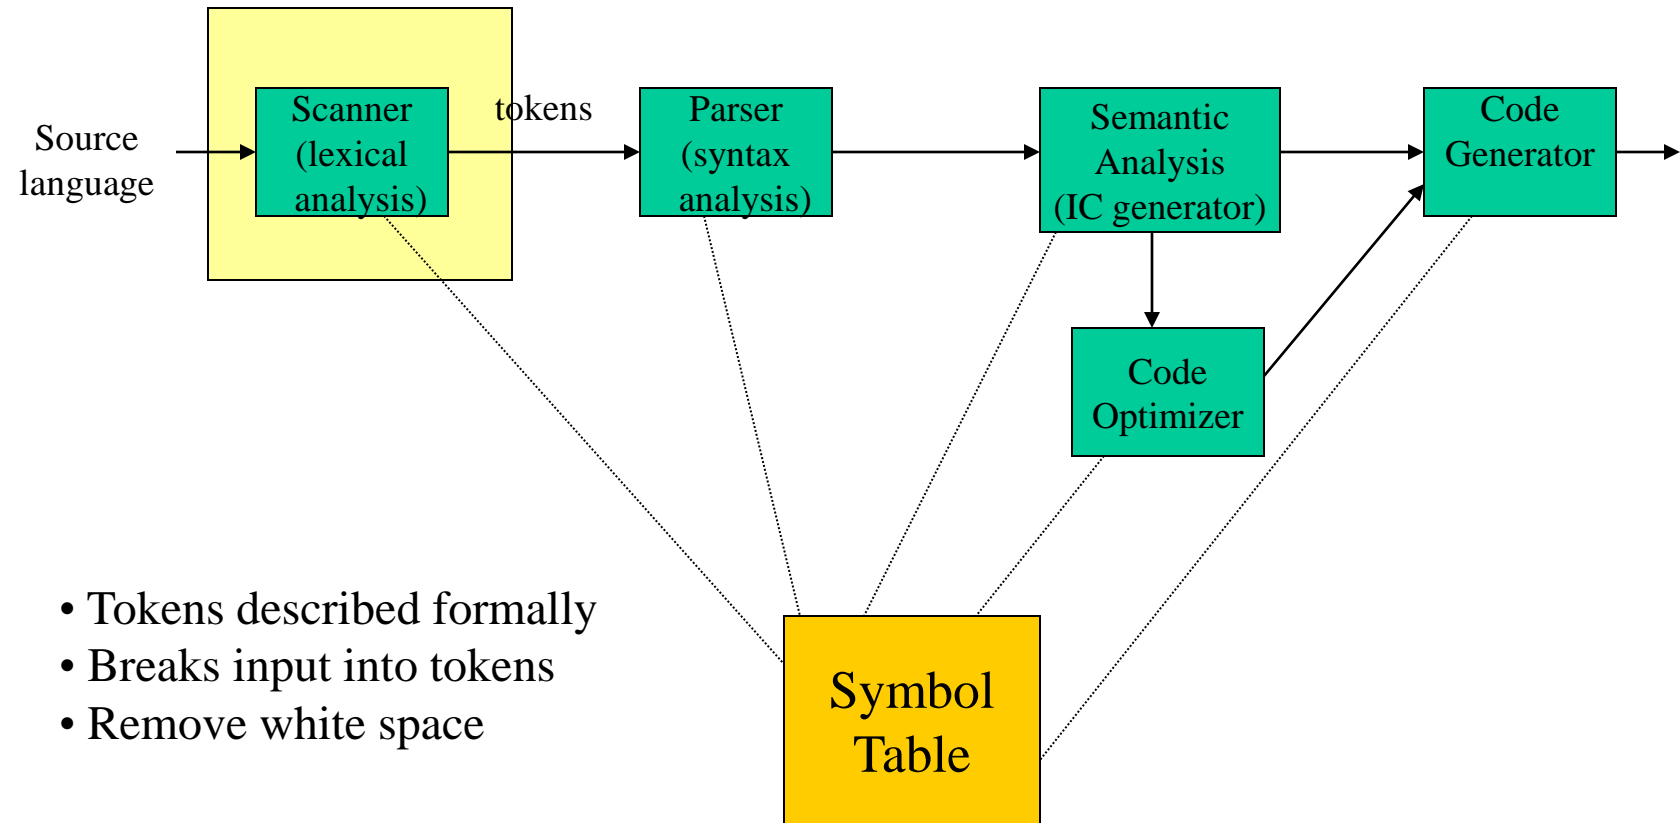 Source
language
Scanner
(lexical
analysis)
tokens
Parser
(syntax
analysis)
Semantic
Analysis
(IC generator)
Code
Generator
Code
Optimizer
• Tokens described formally
• Breaks input into tokens
• Remove white space
Symbol
Table